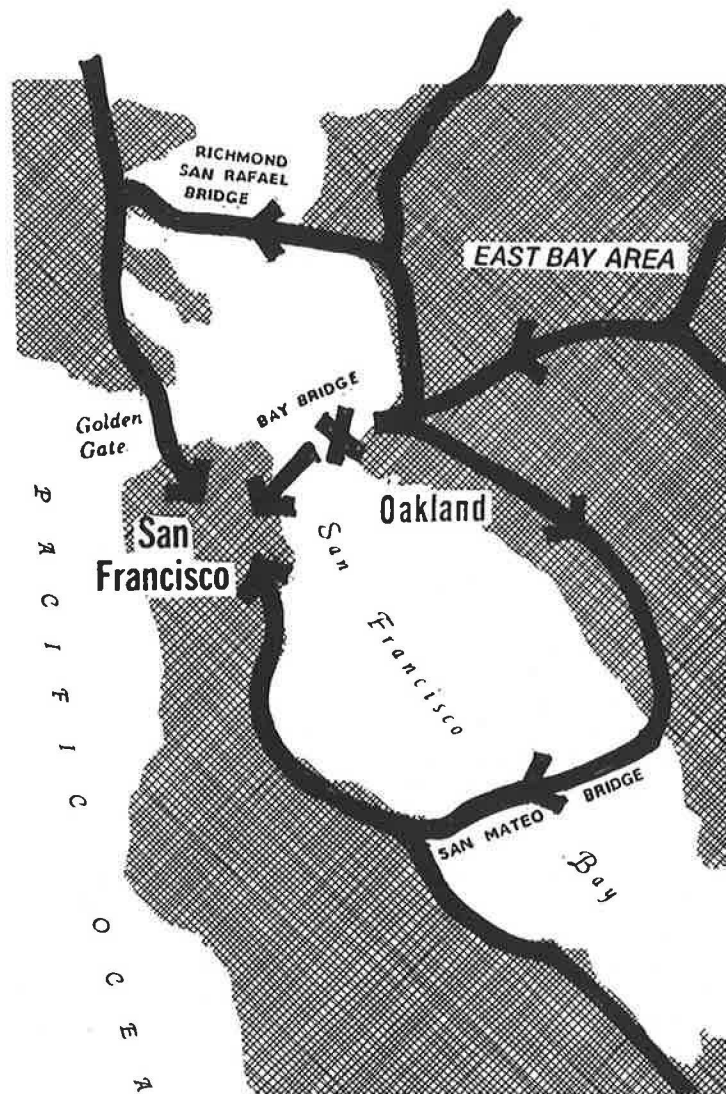 RICHMOND
SAN RAFAEL
BRIDGE
EAST BAY AREA
BAY BRIDGE
Golden
Gate
Oakland
San
Francisco
San
Francisco
Bay
SAN MATEO BRIDGE
PACIFIC
OCEA